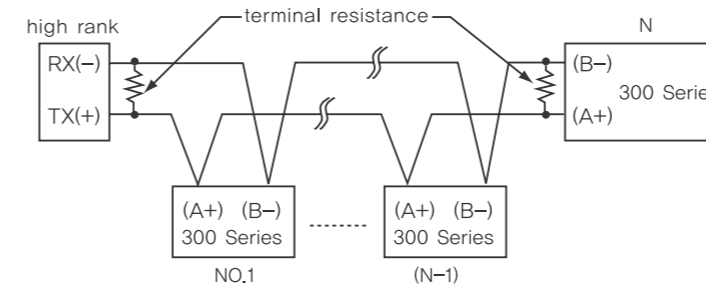 terminal resistance
high rank
N
RX(−)
(B−)
300 Serie
TX(+)
(A+)
(A+) (B−)
300 Series
(A+) (B−)
300 Series
NO.1
(N−1)